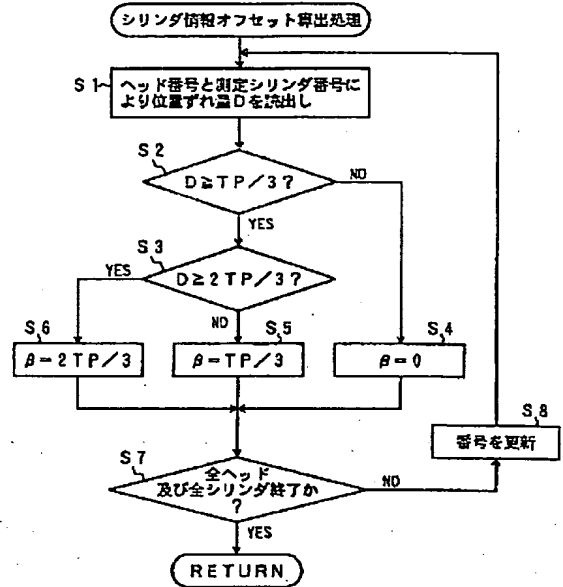 シリンダ情報オフセット算出処理
S1
ヘッド番号と測定シリンダ番号に
より位置ずれ量Dを読出し
S2
D≧TP/3?
NO
YES
S3
YES
D≧2TP/3?
NO
S6
S5
S4
β=2TP/3
β=TP/3
β=0
S8
番号を更新
S7
全ヘッド
及び全シリンダ終了か
?
NO
YES
RETURN